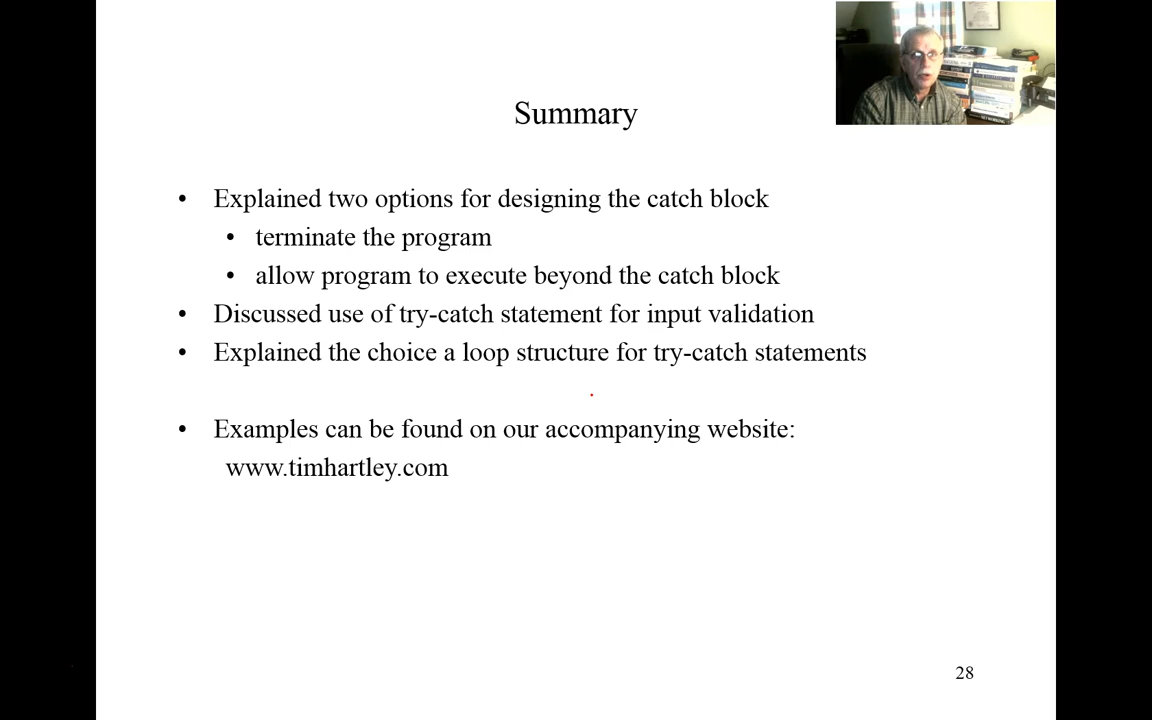 Summary
• Explained two options for designing the catch block
• terminate the program
• allow program to execute beyond the catch block
• Discussed use of try-catch statement for input validation
• Explained the choice a loop structure for try-catch statements
• Examples can be found on our accompanying website:
www.timhartley.com
28